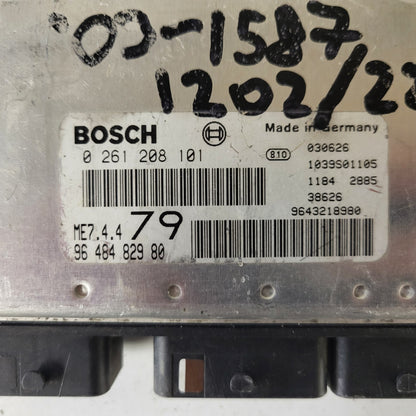 '09-1587
1202/22
BOSCH
Made in Germany
0 261 208 101
810
030626
1039S01105
1184 2885
38626
9643218980
ME7.4.4 79
96 484 829 80